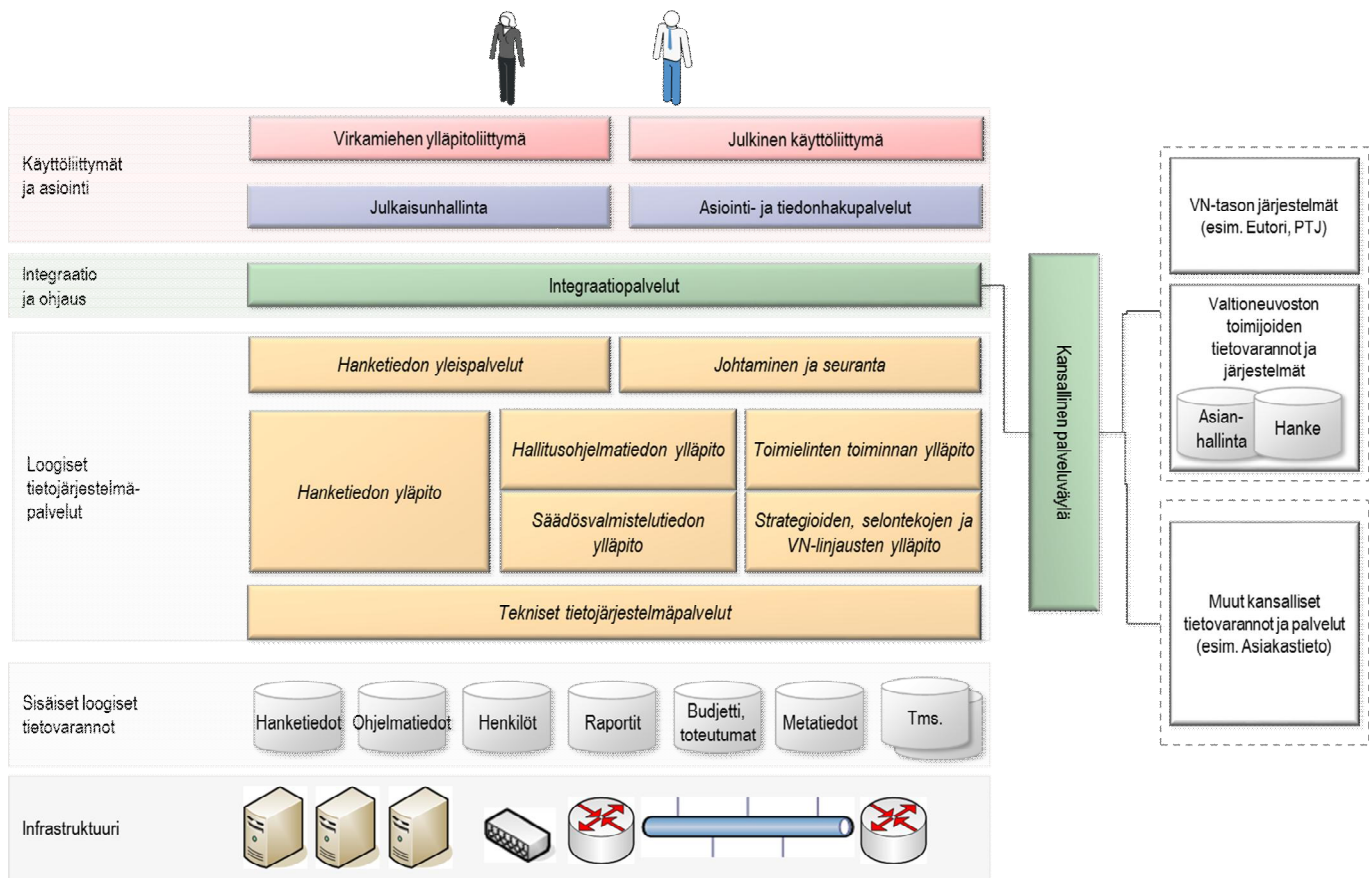 Käyttöliittymät
ja asiointi
Virkamiehen ylläpitoliittymä
Julkinen käyttöliittymä
Julkaisunhallinta
Asiointi- ja tiedonhakupalvelut
Integraatio
ja ohjaus
Integraatiopalvelut
Loogiset
tietojärjestelmä-
palvelut
Hanketiedon yleispalvelut
Johtaminen ja seuranta
Hanketiedon yläpito
Hallitusohjelmatiedon ylläpito
Toimielinten toiminnan ylläpito
Säädösvalmistelutiedon
ylläpito
Strategioiden, selontekojen ja
VN-linjausten ylläpito
Tekniset tietojärjestelmäpalvelut
Sisäiset loogiset
tietovarannot
Hanketiedot
Ohjelmatiedot
Henkilöt
Raportit
Budjetti,
toteutumat
Metatiedot
Tms.
Infrastruktuuri
Kansallinen palveluväylä
VN-tason järjestelmät
(esim. Eutori, PTJ)
Valtioneuvoston
toimijoiden
tietovarannot ja
järjestelmät
Asian-
hallinta
Hanke
Muut kansalliset
tietovarannot ja palvelut
(esim. Asiakastieto)